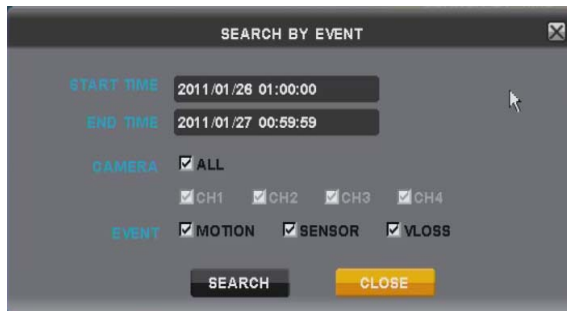 SEARCH BY EVENT
START TIME 2011/01/26 01:00:00
END TIME 2011/01/27 00:59:59
CAMERA ALL
CH1 CH2 CH3 CH4
EVENT MOTION SENSOR VLOSS
SEARCH CLOSE